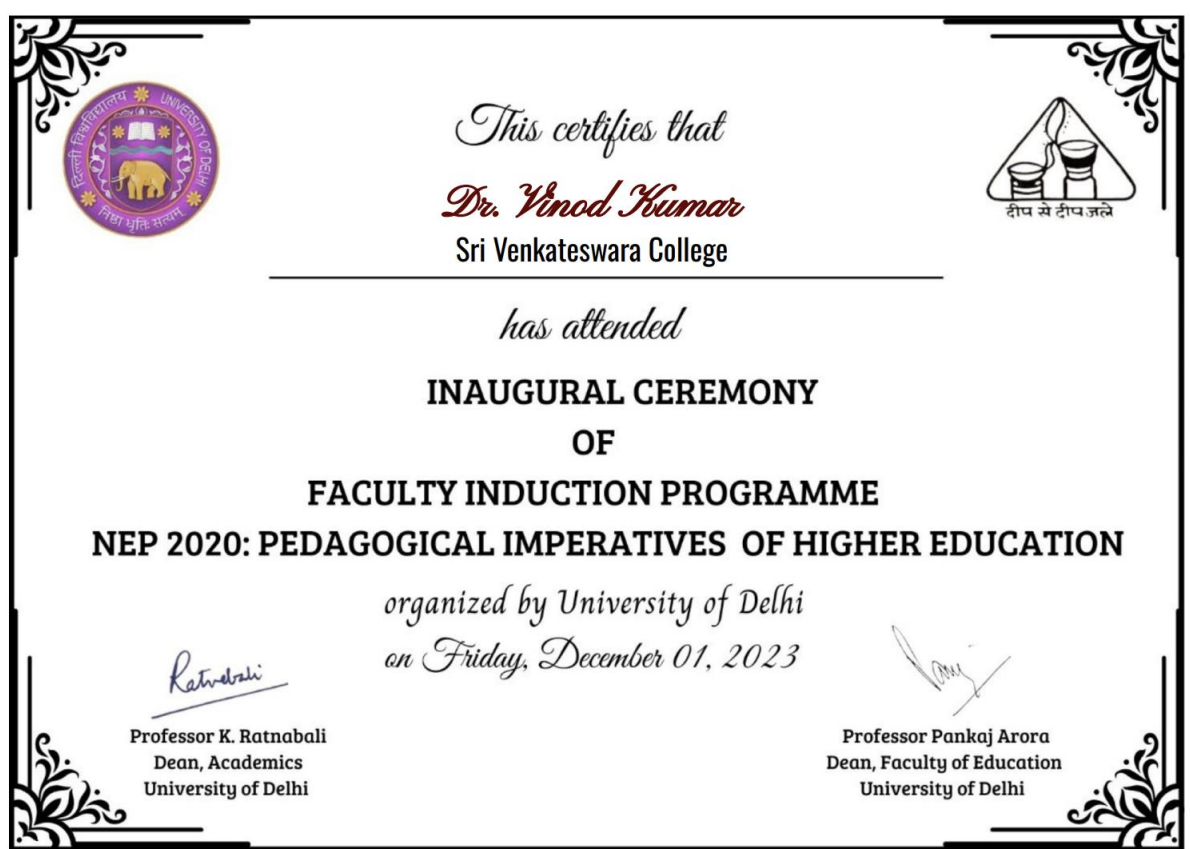 दिल्ली विश्वविद्यालय
UNIVERSITY OF DELHI
निष्ठा धृतिः सत्यम्
दीप से दीप जले
This certifies that
Dr. Vinod Kumar
Sri Venkateswara College
has attended
INAUGURAL CEREMONY
OF
FACULTY INDUCTION PROGRAMME
NEP 2020: PEDAGOGICAL IMPERATIVES OF HIGHER EDUCATION
organized by University of Delhi
on Friday, December 01, 2023
Ratnabali
Professor K. Ratnabali
Dean, Academics
University of Delhi
Professor Pankaj Arora
Dean, Faculty of Education
University of Delhi